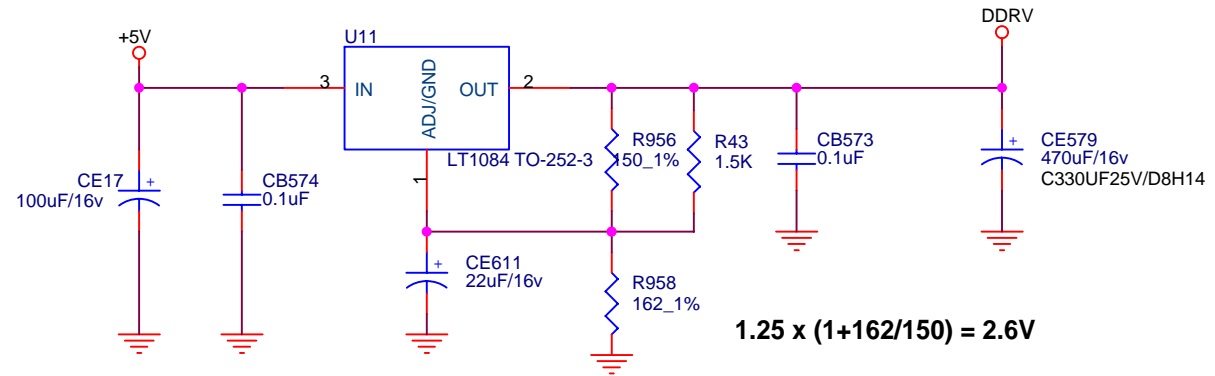 +5V
DDRV
U11
3
IN
ADJ/GND
OUT
2
LT1084 TO-252-3
1
CE17
100uF/16v
+
CB574
0.1uF
R956
150_1%
R43
1.5K
CB573
0.1uF
+
CE579
470uF/16v
C330UF25V/D8H14
+
CE611
22uF/16v
R958
162_1%
1.25 x (1+162/150) = 2.6V